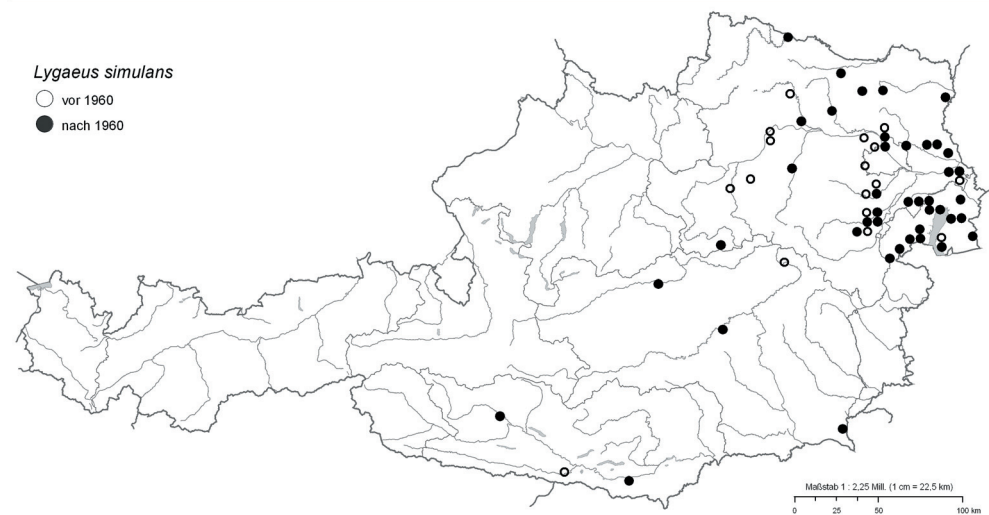 Lygaeus simulans
vor 1960
nach 1960
Maßstab 1 : 2,25 Mill. (1 cm = 22,5 km)
0 25 50 100 km